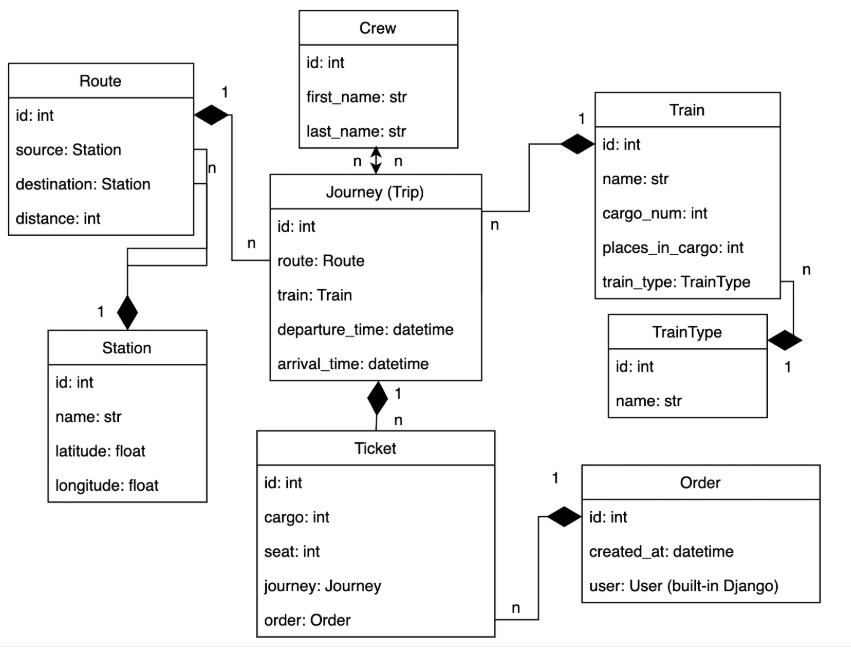 Crew
id: int
first_name: str
last_name: str
Route
id: int
source: Station
destination: Station
distance: int
1
n
Train
id: int
name: str
cargo_num: int
places_in_cargo: int
train_type: TrainType
1
n
n
Journey (Trip)
id: int
route: Route
train: Train
departure_time: datetime
arrival_time: datetime
n
n
n
1
Station
id: int
name: str
latitude: float
longitude: float
TrainType
id: int
name: str
1
1
n
Ticket
id: int
cargo: int
seat: int
journey: Journey
order: Order
1
n
Order
id: int
created_at: datetime
user: User (built-in Django)